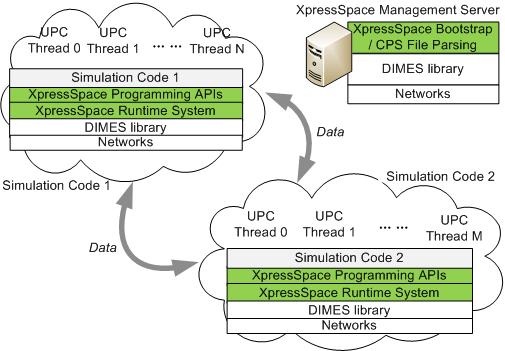 UPC UPC UPC
Thread 0 Thread 1 ... ... Thread N
Simulation Code 1
XpressSpace Programming APIs
XpressSpace Runtime System
DIMES library
Networks
Simulation Code 1
XpressSpace Management Server
XpressSpace Bootstrap
/ CPS File Parsing
DIMES library
Networks
Data
Data
Simulation Code 2
UPC UPC UPC
Thread 0 Thread 1 ... ... Thread M
Simulation Code 2
XpressSpace Programming APIs
XpressSpace Runtime System
DIMES library
Networks